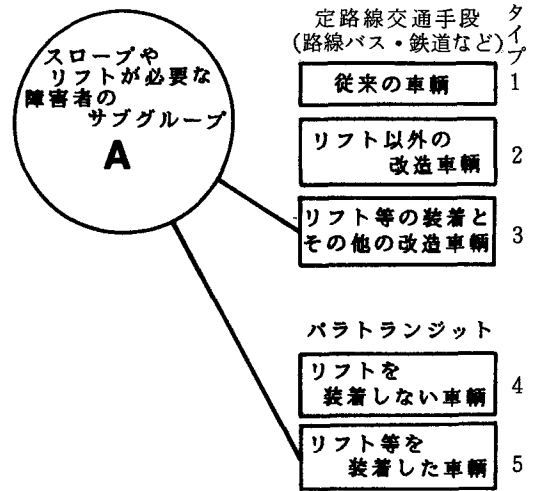 スロープや
リフトが必要な
障害者の
サブグループ
A
定路線交通手段
(路線バス・鉄道など)
タイプ
従来の車輌
1
リフト以外の
改造車輌
2
リフト等の装着と
その他の改造車輌
3
パラトランジット
リフトを
装着しない車輌
4
リフト等を
装着した車輌
5